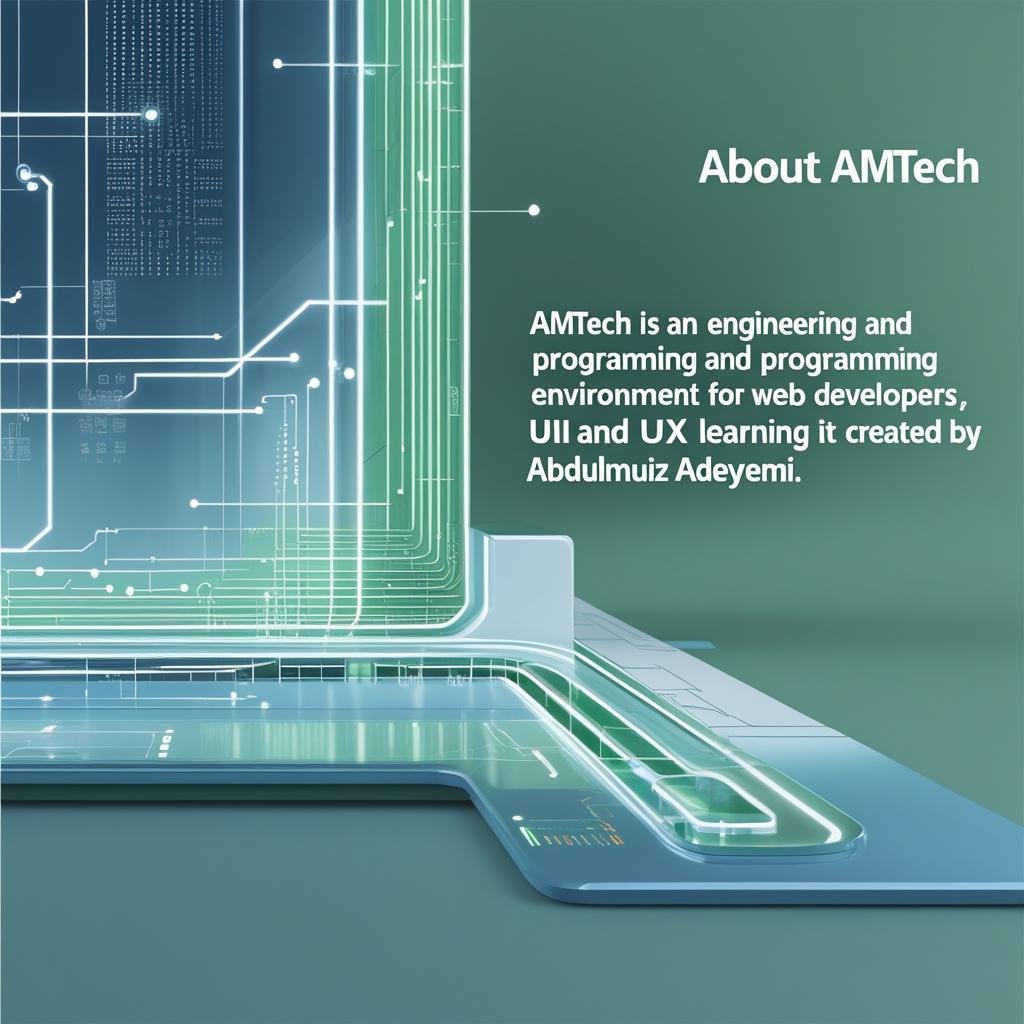 About AMTech
AMTech is an engineering and
programing and programming
environment for web developers,
UII and UX learning it created by
Abdulmuiz Adeyemi.